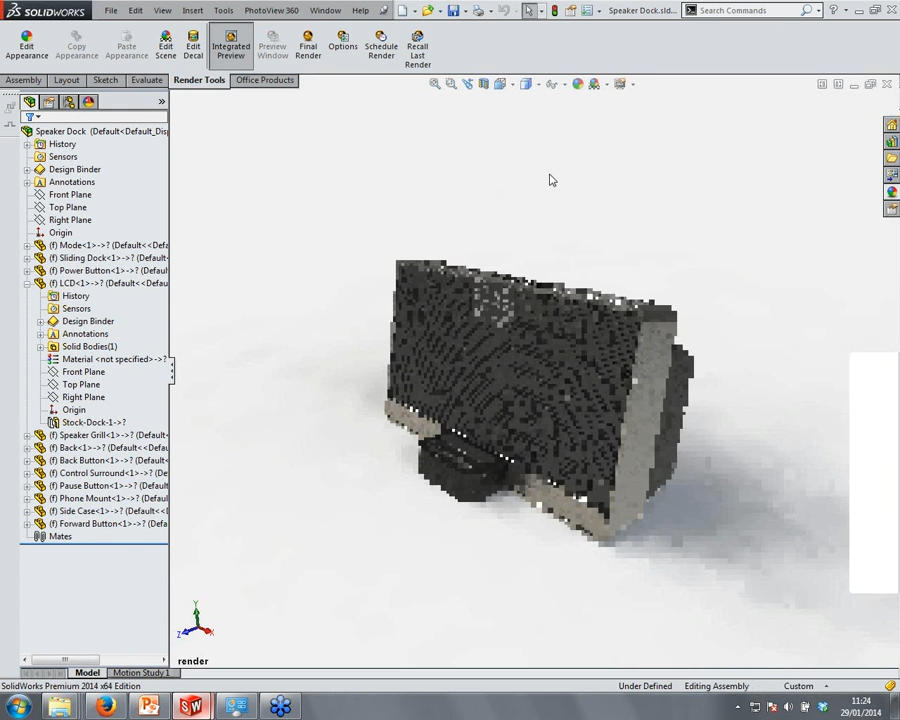 SOLIDWORKS File Edit View Insert Tools PhotoView 360 Window Help Speaker Dock.sld... Search Commands
Edit Appearance Copy Appearance Paste Appearance Edit Scene Edit Decal Integrated Preview Preview Window Final Render Options Schedule Render Recall Last Render
Assembly Layout Sketch Evaluate Render Tools Office Products
Speaker Dock (Default<Default_Disp
History
Sensors
Design Binder
Annotations
Front Plane
Top Plane
Right Plane
Origin
(f) Mode<1>->? (Default<<Defa
(f) Sliding Dock<1>->? (Default
(f) Power Button<1>->? (Defaul
(f) LCD<1>->? (Default<<Defau
History
Sensors
Design Binder
Annotations
Solid Bodies(1)
Material <not specified>->?
Front Plane
Top Plane
Right Plane
Origin
Stock-Dock-1->?
(f) Speaker Grill<1>->? (Default
(f) Back<1>->? (Default<<Defau
(f) Back Button<1>->? (Default
(f) Control Surround<1>->? (De
(f) Pause Button<1>->? (Defaul
(f) Phone Mount<1>->? (Defaul
(f) Side Case<1>->? (Default<<
(f) Forward Button<1>->? (Defa
Mates
Y
Z X
render
Model Motion Study 1
SolidWorks Premium 2014 x64 Edition Under Defined Editing Assembly Custom
11:24
29/01/2014